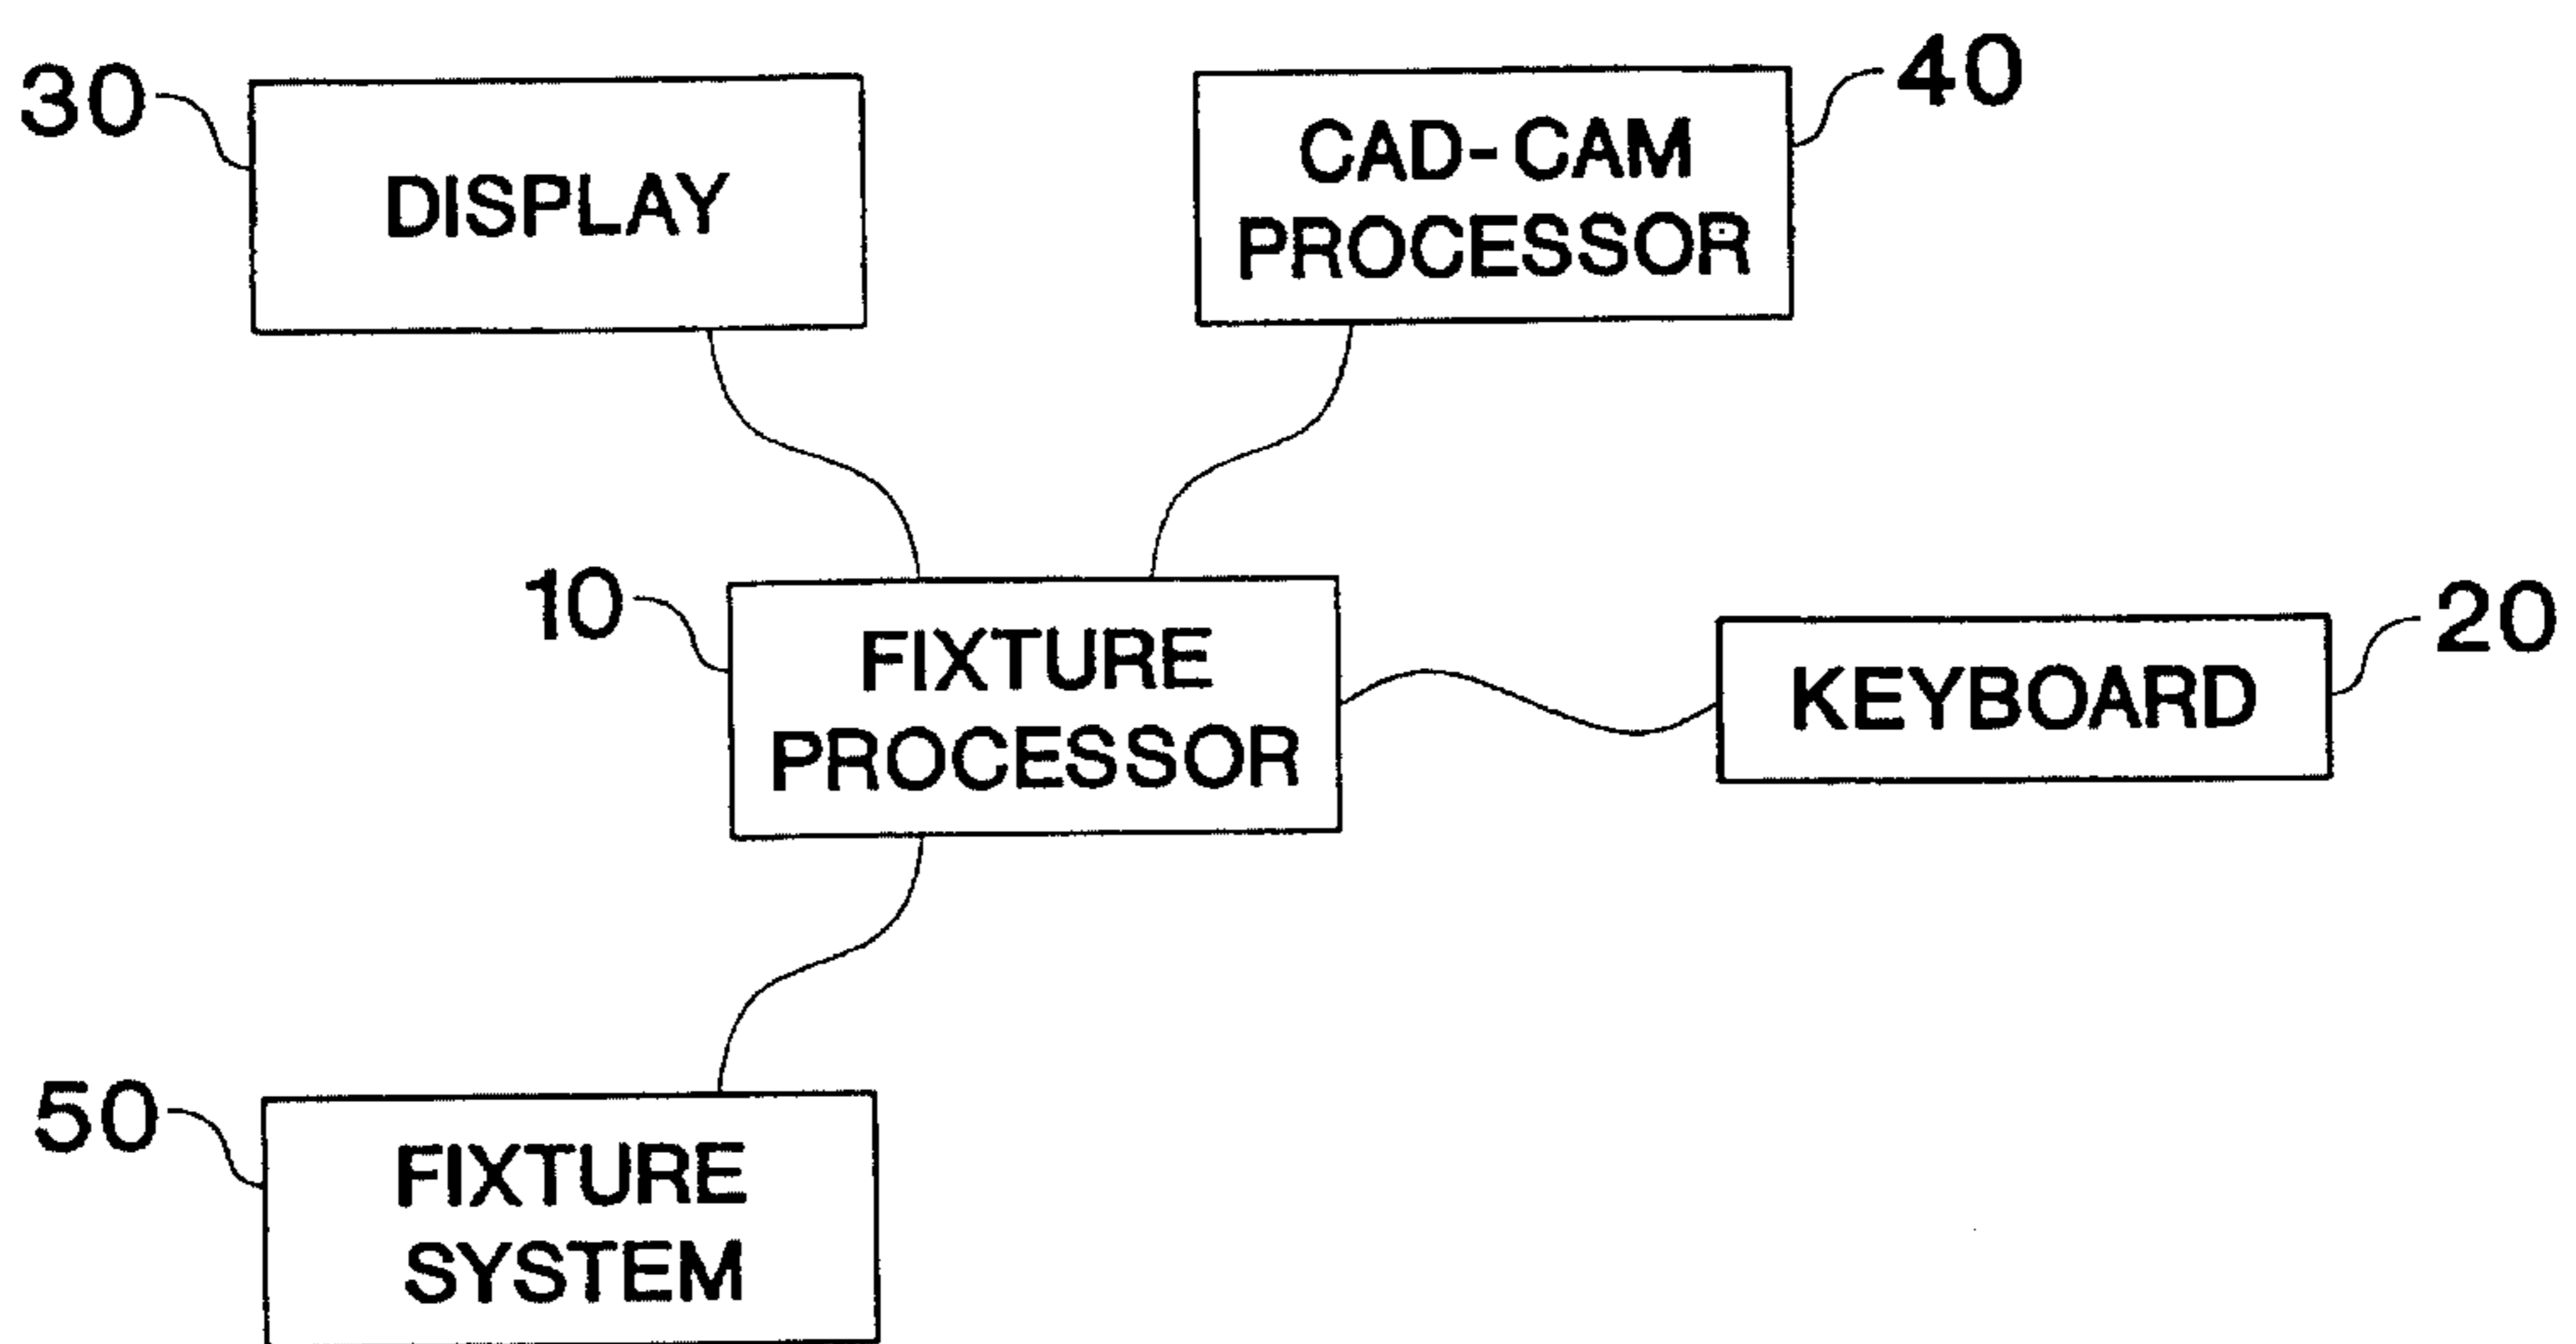 30
DISPLAY
40
CAD-CAM
PROCESSOR
10
FIXTURE
PROCESSOR
20
KEYBOARD
50
FIXTURE
SYSTEM